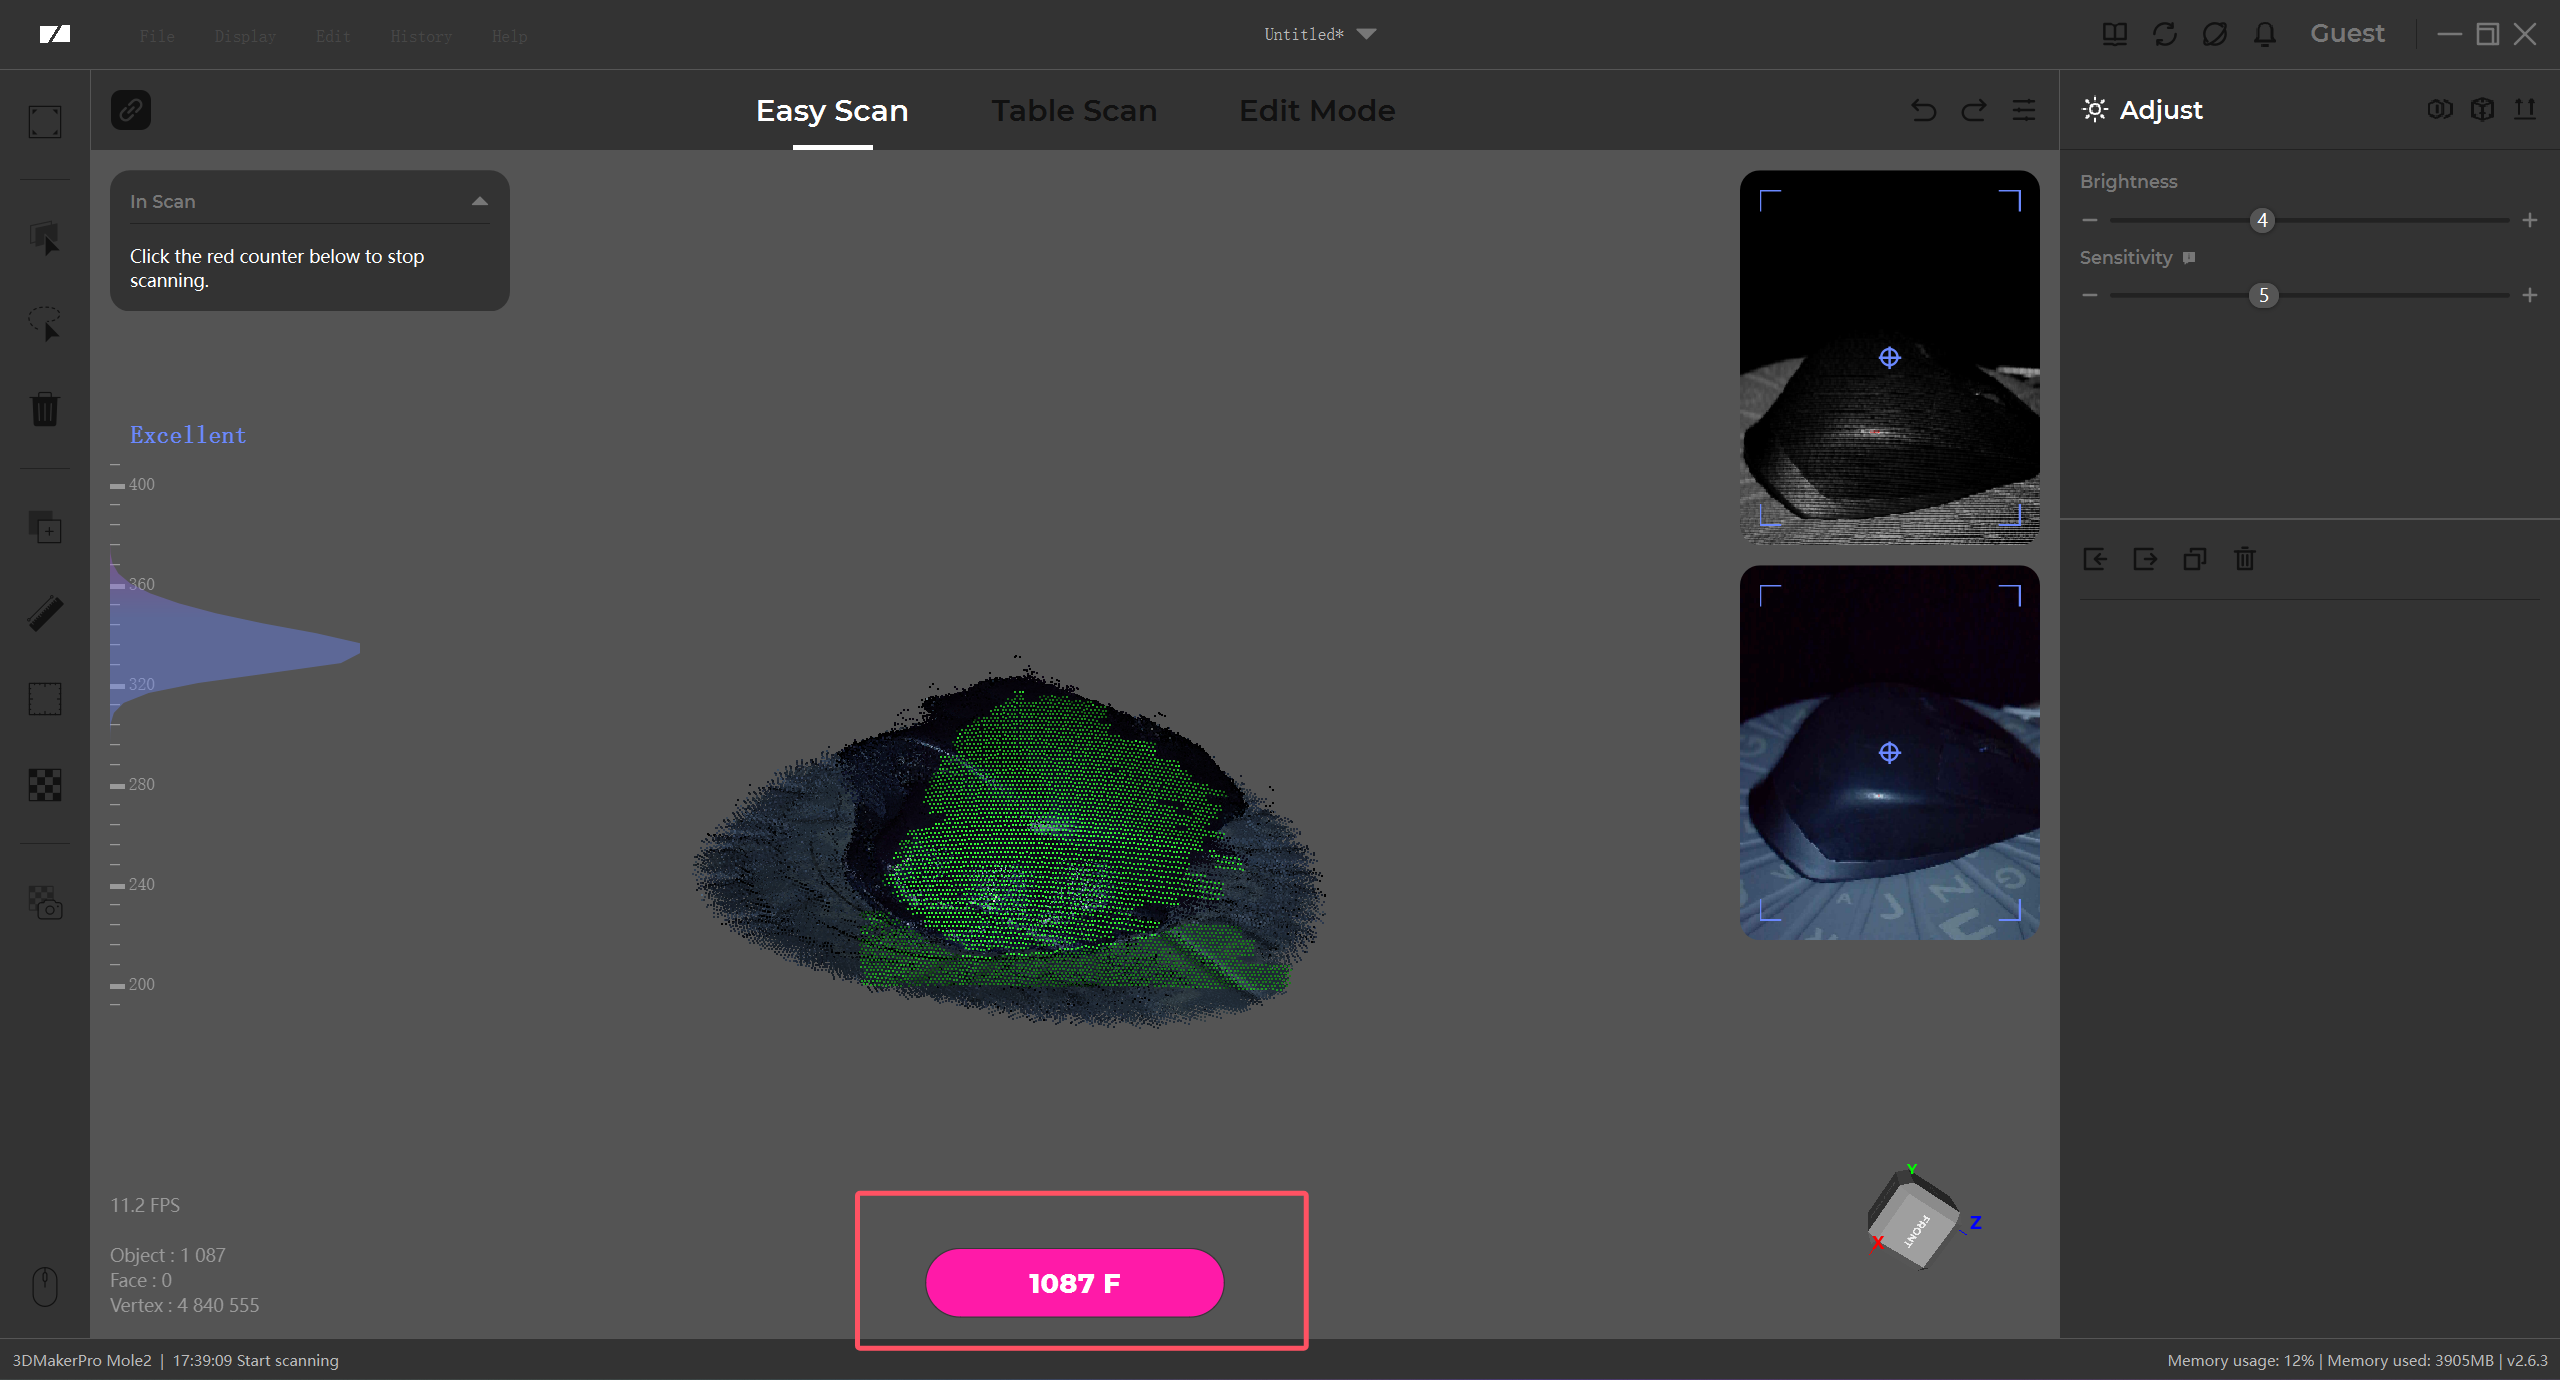 File Display Edit History Help
Untitled*
Guest
Easy Scan Table Scan Edit Mode
Adjust
In Scan
Click the red counter below to stop
scanning.
Brightness
4
Sensitivity
5
Excellent
400
360
320
280
240
200
A J Z N G
11.2 FPS
Object : 1 087
Face : 0
Vertex : 4 840 555
1087 F
Y
Z
X
FRONT
3DMakerPro Mole2 | 17:39:09 Start scanning
Memory usage: 12% | Memory used: 3905MB | v2.6.3